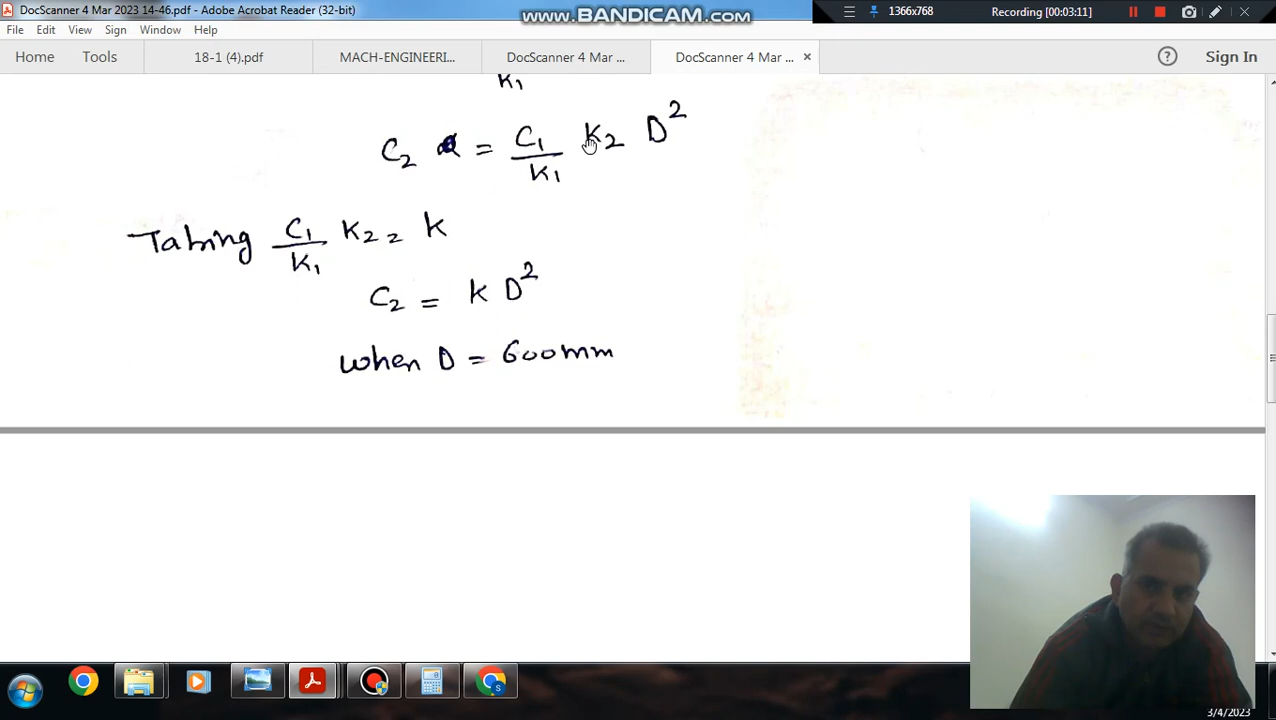 DocScanner 4 Mar 2023 14-46.pdf - Adobe Acrobat Reader (32-bit)
www.BANDICAM.com
1366x768
Recording [00:03:11]
File Edit View Sign Window Help
Home Tools 18-1 (4).pdf MACH-ENGINEERI... DocScanner 4 Mar ... DocScanner 4 Mar ... × Sign In
K₁
C₂ = C₁/K₁ K₂ D²
Taking C₁/K₁ K₂ = K
C₂ = K D²
when D = 600mm
3/4/2023